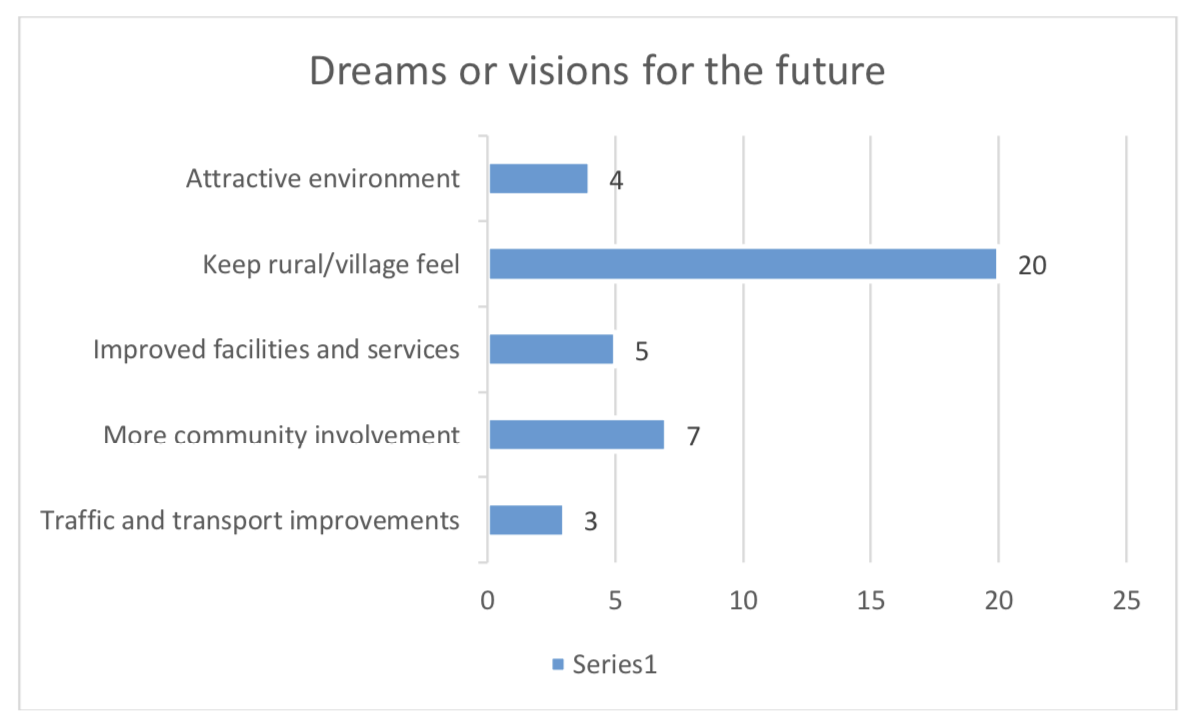 Dreams or visions for the future
Attractive environment 4
Keep rural/village feel 20
Improved facilities and services 5
More community involvement 7
Traffic and transport improvements 3
0 5 10 15 20 25
Series1